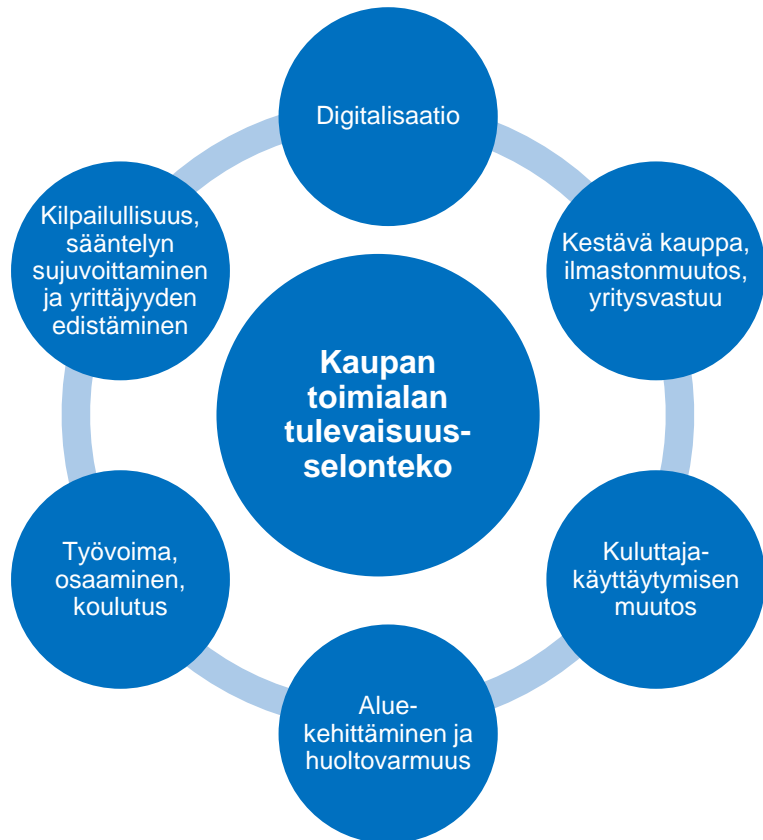 Digitalisaatio
Kestävä kauppa,
ilmastonmuutos,
yritysvastuu
Kuluttaja-
käyttäytymisen
muutos
Alue-
kehittäminen ja
huoltovarmuus
Työvoima,
osaaminen,
koulutus
Kilpailullisuus,
sääntelyn
sujuvoittaminen
ja yrittäjyyden
edistäminen
Kaupan
toimialan
tulevaisuus-
selonteko